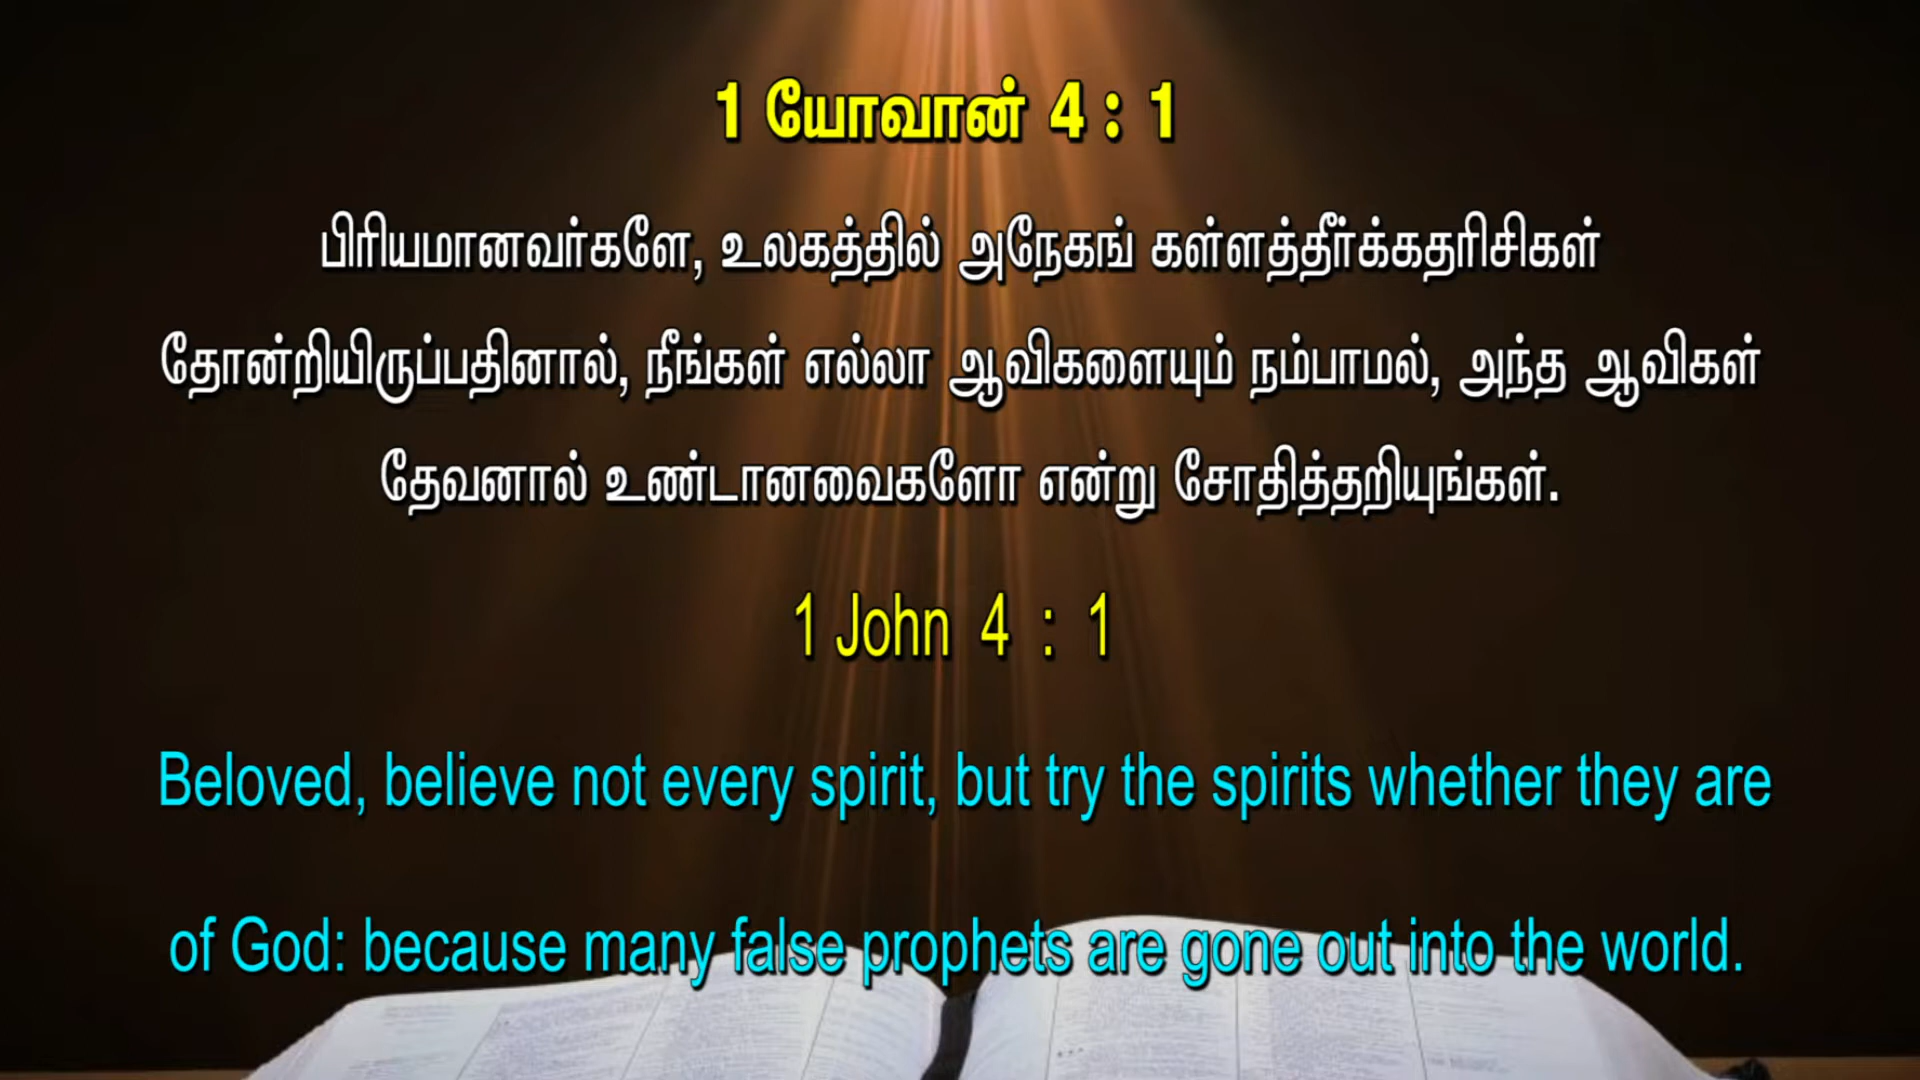 1 யோவான் 4 : 1
பிரியமானவர்களே, உலகத்தில் அநேகங் கள்ளத்தீர்க்கதரிசிகள்
தோன்றியிருப்பதினால், நீங்கள் எல்லா ஆவிகளையும் நம்பாமல், அந்த ஆவிகள்
தேவனால் உண்டானவைகளோ என்று சோதித்தறியுங்கள்.
1 John 4 : 1
Beloved, believe not every spirit, but try the spirits whether they are
of God: because many false prophets are gone out into the world.